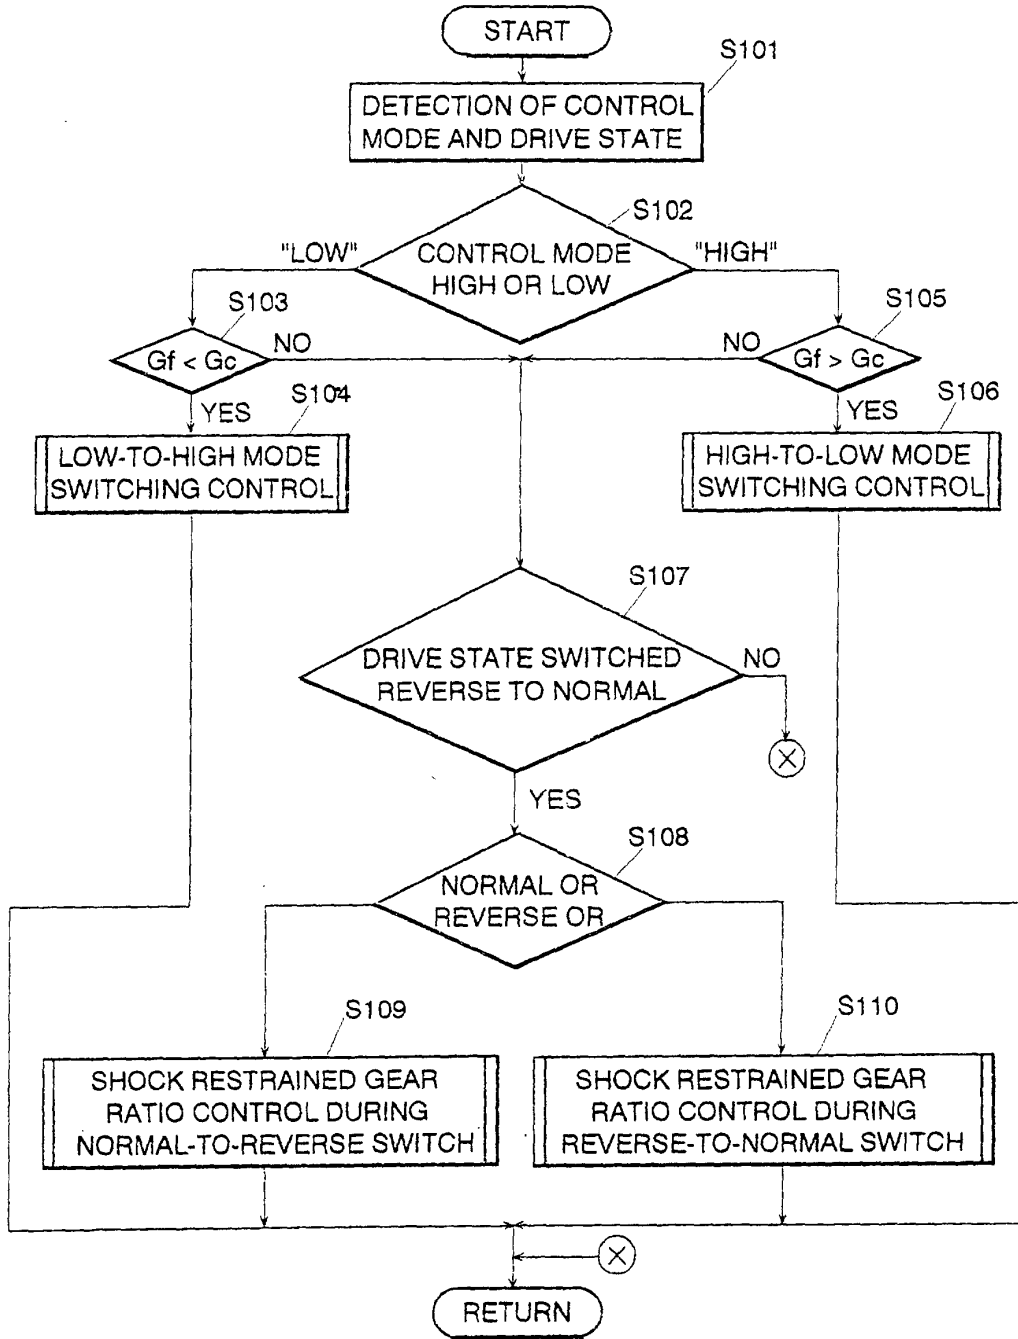 START
S101
DETECTION OF CONTROL
MODE AND DRIVE STATE
S102
"LOW"
CONTROL MODE
HIGH OR LOW
"HIGH"
S103
Gf < Gc
NO
S105
NO
Gf > Gc
YES
S104
YES
S106
LOW-TO-HIGH MODE
SWITCHING CONTROL
HIGH-TO-LOW MODE
SWITCHING CONTROL
S107
DRIVE STATE SWITCHED
REVERSE TO NORMAL
NO
X
YES
S108
NORMAL OR
REVERSE OR
S109
SHOCK RESTRAINED GEAR
RATIO CONTROL DURING
NORMAL-TO-REVERSE SWITCH
S110
SHOCK RESTRAINED GEAR
RATIO CONTROL DURING
REVERSE-TO-NORMAL SWITCH
X
RETURN